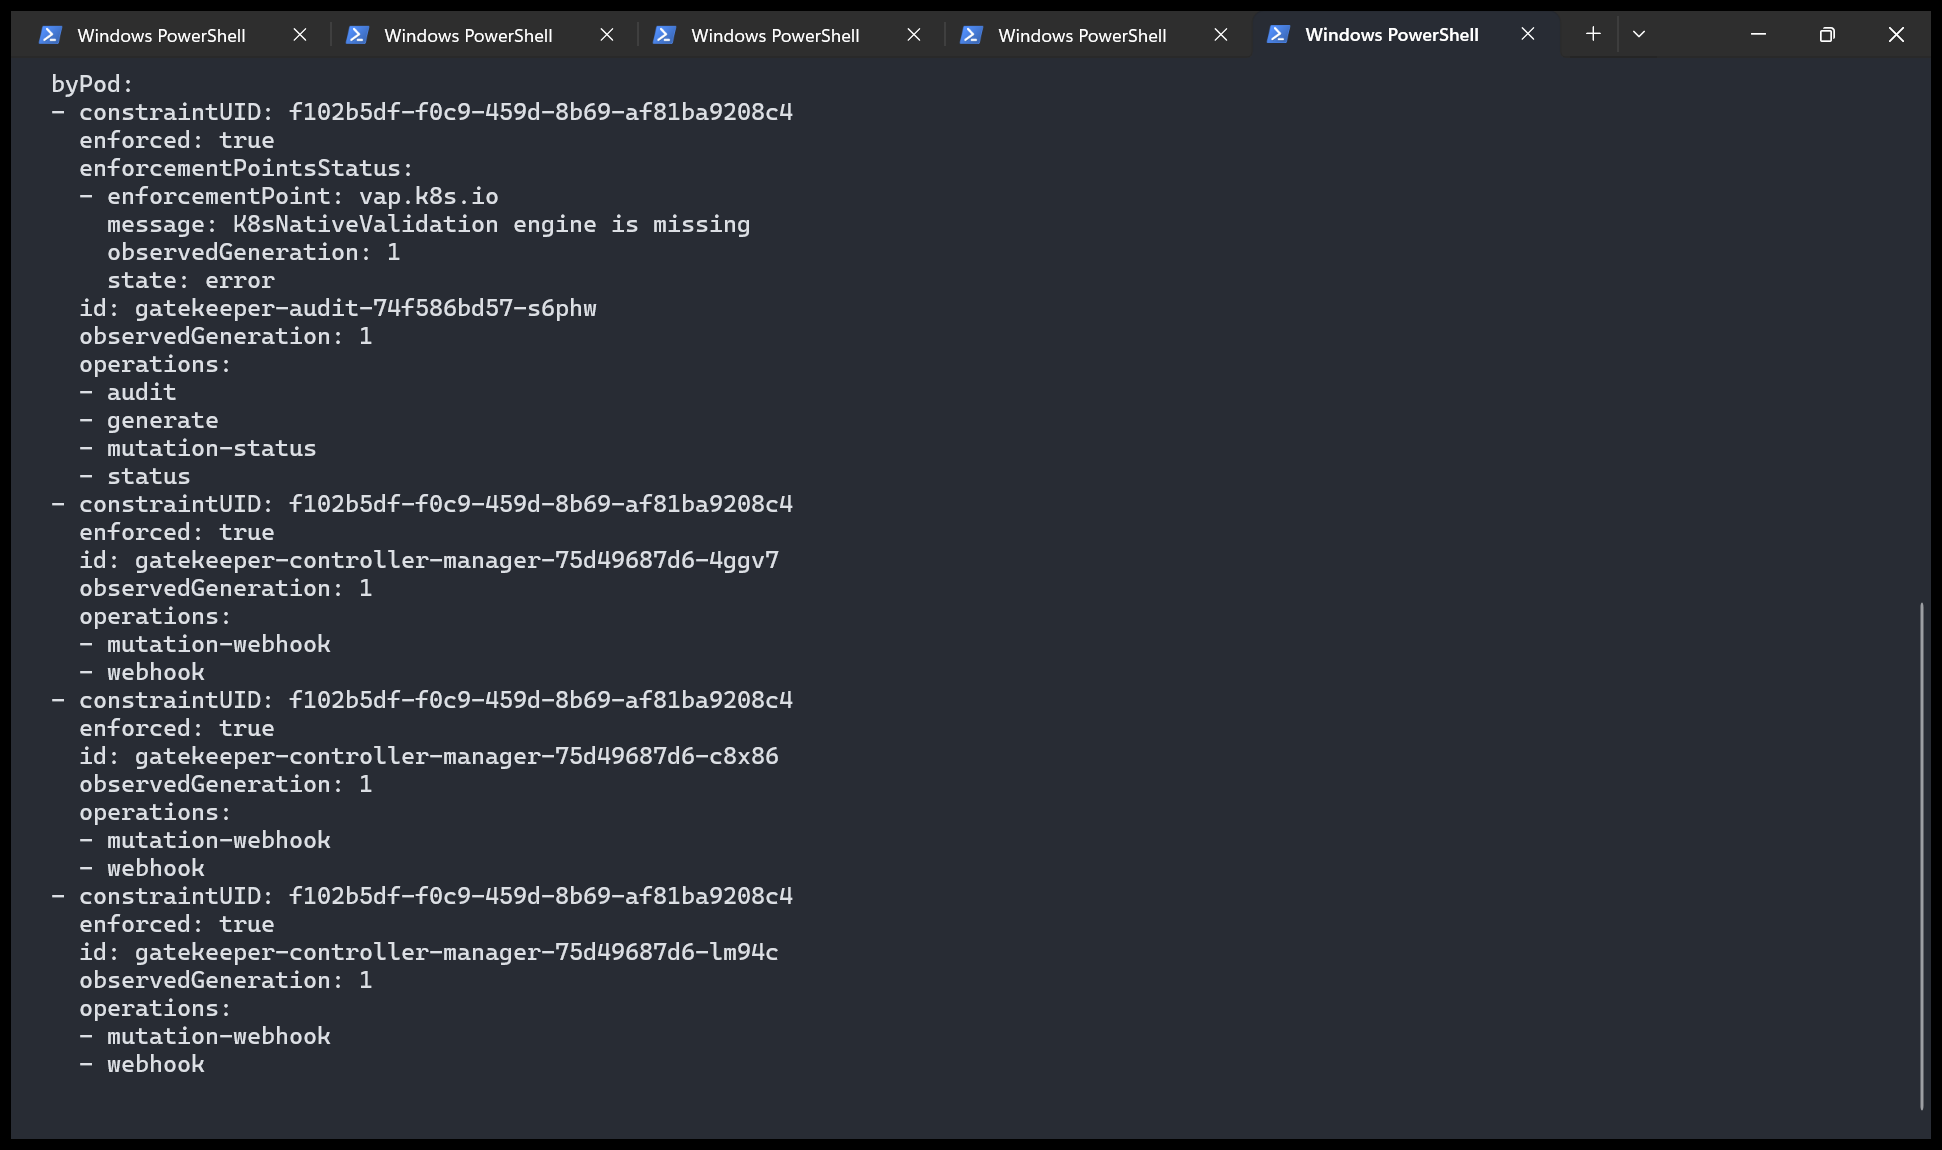 Windows PowerShell
Windows PowerShell
Windows PowerShell
Windows PowerShell
Windows PowerShell
byPod:
- constraintUID: f102b5df-f0c9-459d-8b69-af81ba9208c4
  enforced: true
  enforcementPointsStatus:
  - enforcementPoint: vap.k8s.io
    message: K8sNativeValidation engine is missing
    observedGeneration: 1
    state: error
  id: gatekeeper-audit-74f586bd57-s6phw
  observedGeneration: 1
  operations:
  - audit
  - generate
  - mutation-status
  - status
- constraintUID: f102b5df-f0c9-459d-8b69-af81ba9208c4
  enforced: true
  id: gatekeeper-controller-manager-75d49687d6-4ggv7
  observedGeneration: 1
  operations:
  - mutation-webhook
  - webhook
- constraintUID: f102b5df-f0c9-459d-8b69-af81ba9208c4
  enforced: true
  id: gatekeeper-controller-manager-75d49687d6-c8x86
  observedGeneration: 1
  operations:
  - mutation-webhook
  - webhook
- constraintUID: f102b5df-f0c9-459d-8b69-af81ba9208c4
  enforced: true
  id: gatekeeper-controller-manager-75d49687d6-lm94c
  observedGeneration: 1
  operations:
  - mutation-webhook
  - webhook